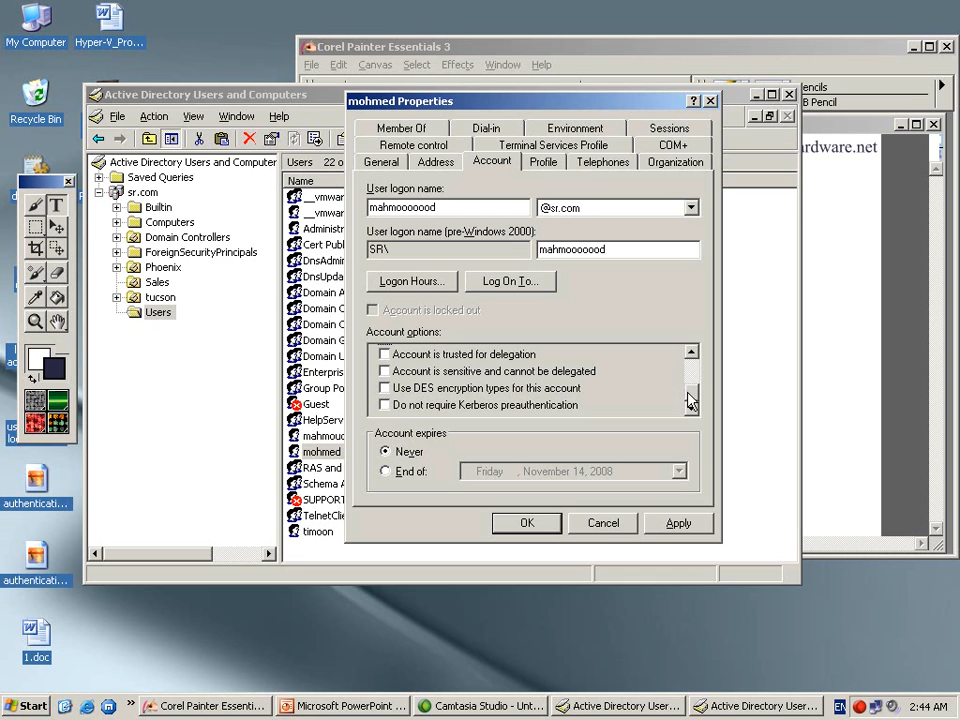 My Computer
Hyper-V_Pro...
Recycle Bin
authenticati...
authenticati...
1.doc
Corel Painter Essentials 3
File Edit Canvas Select Effects Window Help
encils
B Pencil
ardware.net
Active Directory Users and Computers
File Action View Window Help
Active Directory Users and Computer
Saved Queries
sr.com
Builtin
Computers
Domain Controllers
ForeignSecurityPrincipals
Phoenix
Sales
tucson
Users
Users 22 o
Name
__vmwar
__vmwar
Administr
Cert Publ
DnsAdmi
DnsUpda
Domain A
Domain C
Domain C
Domain G
Domain U
Enterpris
Group Po
Guest
HelpServ
mahmoud
mohmed
RAS and
Schema A
SUPPORT
TelnetClie
timoon
mohmed Properties
Member Of Dial-in Environment Sessions
Remote control Terminal Services Profile COM+
General Address Account Profile Telephones Organization
User logon name:
mahmooooood @sr.com
User logon name (pre-Windows 2000):
SR\ mahmooooood
Logon Hours... Log On To...
Account is locked out
Account options:
Account is trusted for delegation
Account is sensitive and cannot be delegated
Use DES encryption types for this account
Do not require Kerberos preauthentication
Account expires
Never
End of: Friday , November 14, 2008
OK Cancel Apply
Start Corel Painter Essenti... Microsoft PowerPoint ... Camtasia Studio - Unt... Active Directory User... Active Directory User... EN 2:44 AM